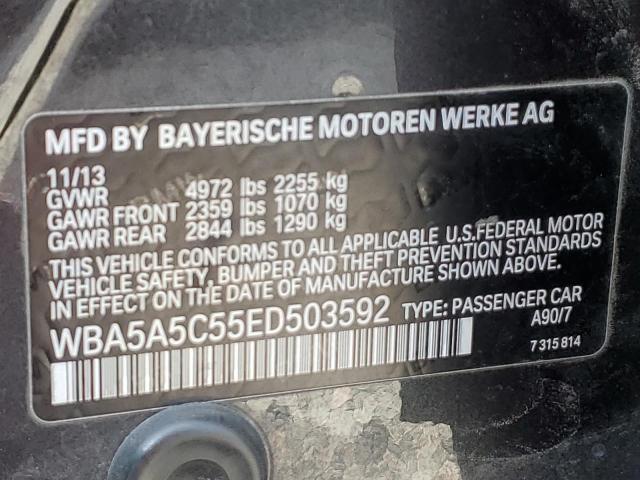 MFD BY BAYERISCHE MOTOREN WERKE AG
11/13
GVWR 4972 lbs 2255 kg
GAWR FRONT 2359 lbs 1070 kg
GAWR REAR 2844 lbs 1290 kg
THIS VEHICLE CONFORMS TO ALL APPLICABLE U.S.FEDERAL MOTOR
VEHICLE SAFETY, BUMPER AND THEFT PREVENTION STANDARDS
IN EFFECT ON THE DATE OF MANUFACTURE SHOWN ABOVE.
WBA5A5C55ED503592 TYPE: PASSENGER CAR
A90/7
7 315 814